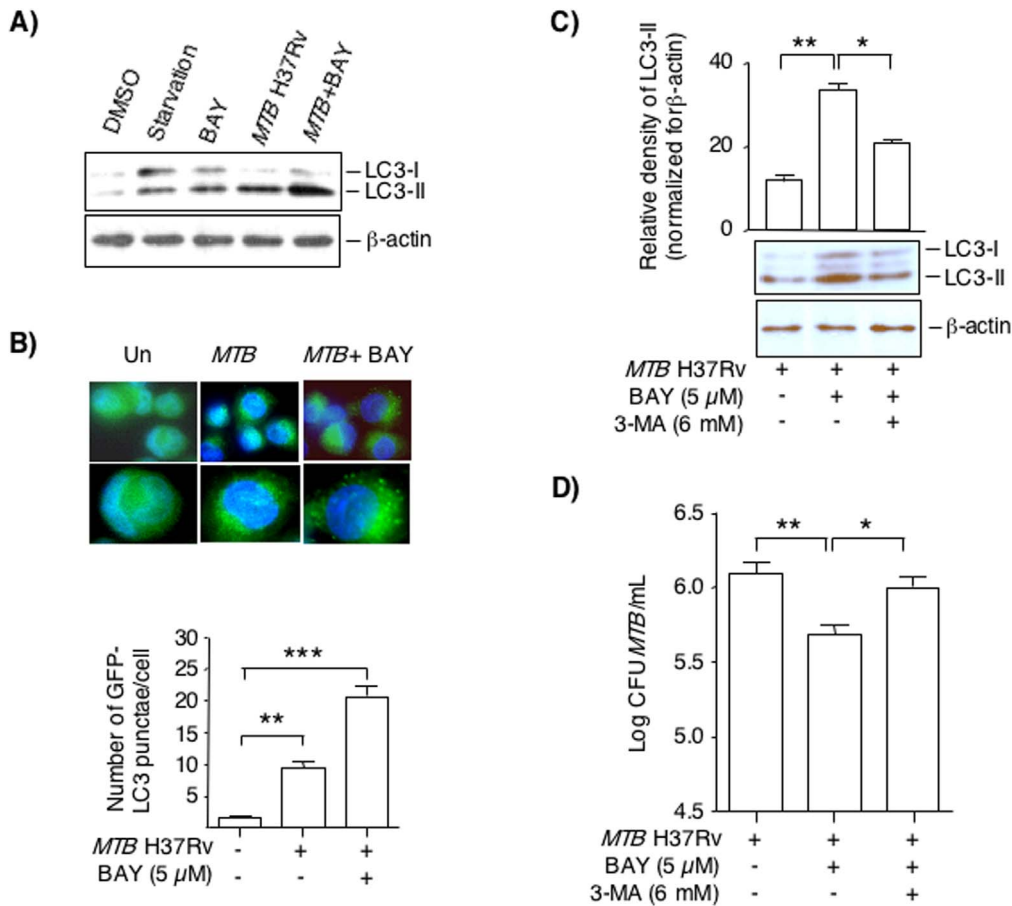 A)
DMSO
Starvation
BAY
MTB H37Rv
MTB+BAY
LC3-I
LC3-II
β-actin
B)
Un MTB MTB+ BAY
Number of GFP-
LC3 punctae/cell
30
25
20
15
10
5
**
***
MTB H37Rv - + +
BAY (5 µM) - - +
C)
Relative density of LC3-II
(normalized forβ-actin)
40
20
0
** *
LC3-I
LC3-II
β-actin
MTB H37Rv + + +
BAY (5 µM) - + +
3-MA (6 mM) - - +
D)
Log CFU MTB/mL
6.5
6.0
5.5
5.0
4.5
** *
MTB H37Rv + + +
BAY (5 µM) - + +
3-MA (6 mM) - - +